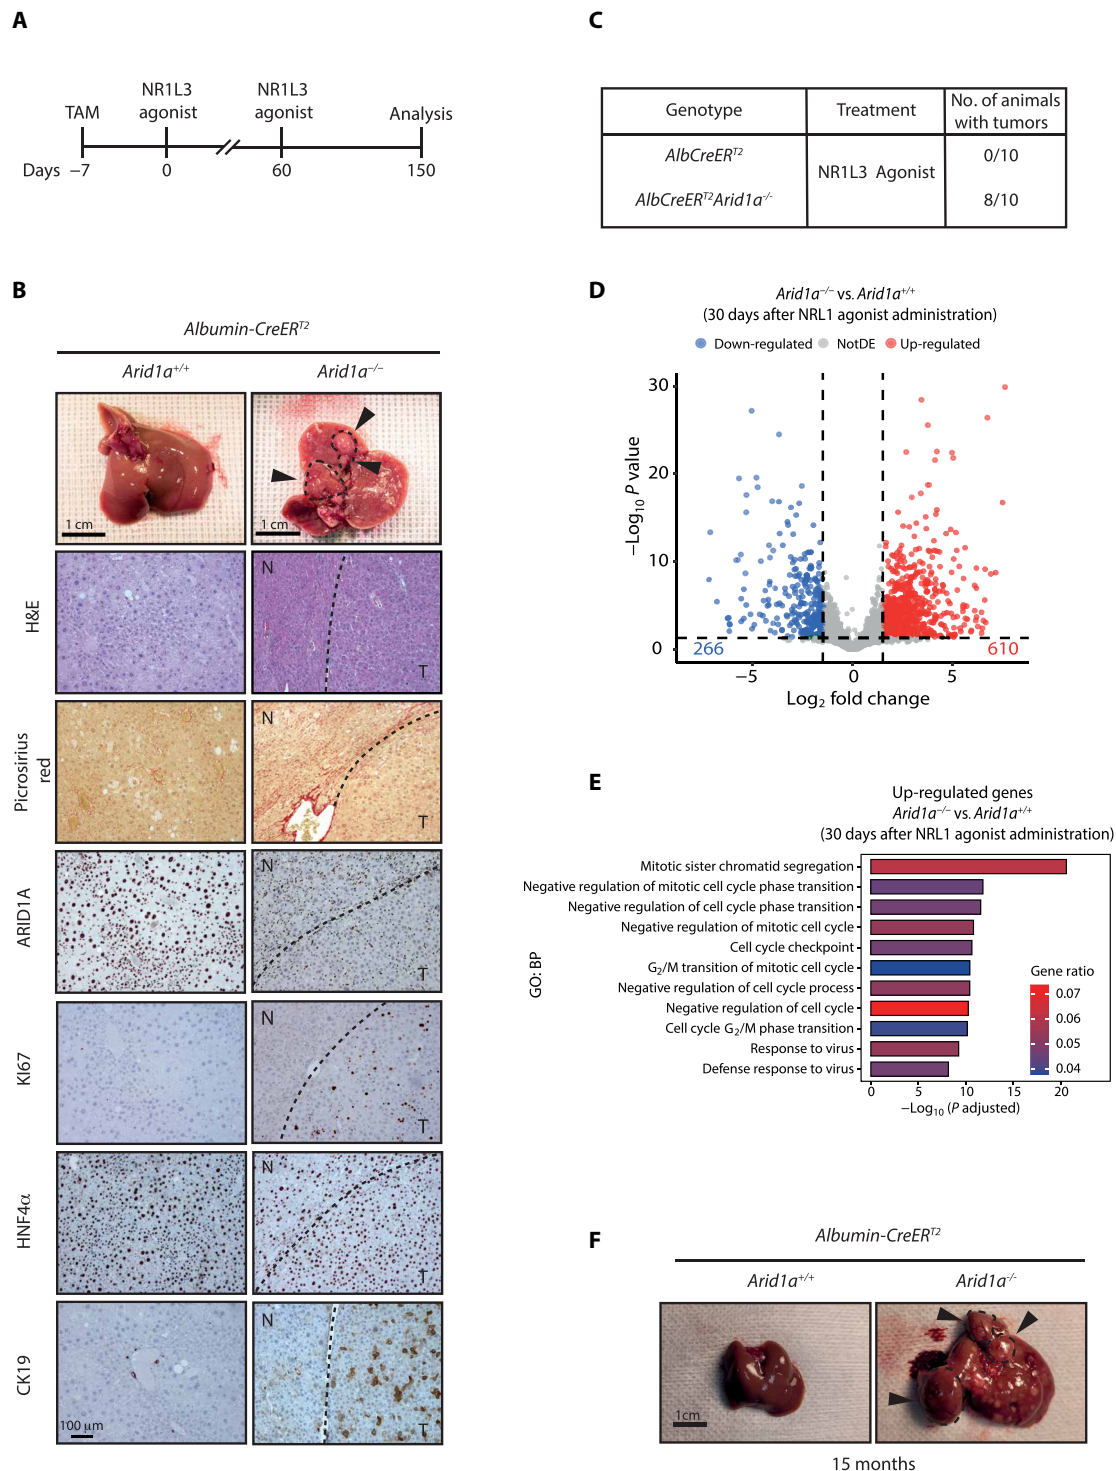 A
NR1L3 agonist
NR1L3 agonist
TAM
Analysis
Days −7 0 60 150
B
Albumin-CreER^T2
Arid1a^+/+
Arid1a^−/−
1 cm
1 cm
H&E
N
T
Picrosirius red
N
T
ARID1A
N
T
KI67
N
T
HNF4α
N
T
CK19
100 μm
N
T
C
Genotype Treatment No. of animals with tumors
AlbCreER^T2 0/10
NR1L3 Agonist
AlbCreER^T2Arid1a^-/- 8/10
D
Arid1a^−/− vs. Arid1a^+/+
(30 days after NRL1 agonist administration)
Down-regulated NotDE Up-regulated
−Log10 P value
30
20
10
0
266 610
−5 0 5
Log2 fold change
E
Up-regulated genes
Arid1a^−/− vs. Arid1a^+/+
(30 days after NRL1 agonist administration)
GO: BP
Mitotic sister chromatid segregation
Negative regulation of mitotic cell cycle phase transition
Negative regulation of cell cycle phase transition
Negative regulation of mitotic cell cycle
Cell cycle checkpoint
G2/M transition of mitotic cell cycle
Negative regulation of cell cycle process
Negative regulation of cell cycle
Cell cycle G2/M phase transition
Response to virus
Defense response to virus
Gene ratio
0.07
0.06
0.05
0.04
0 5 10 15 20
−Log10 (P adjusted)
F
Albumin-CreER^T2
Arid1a^+/+
Arid1a^-/-
1cm
15 months